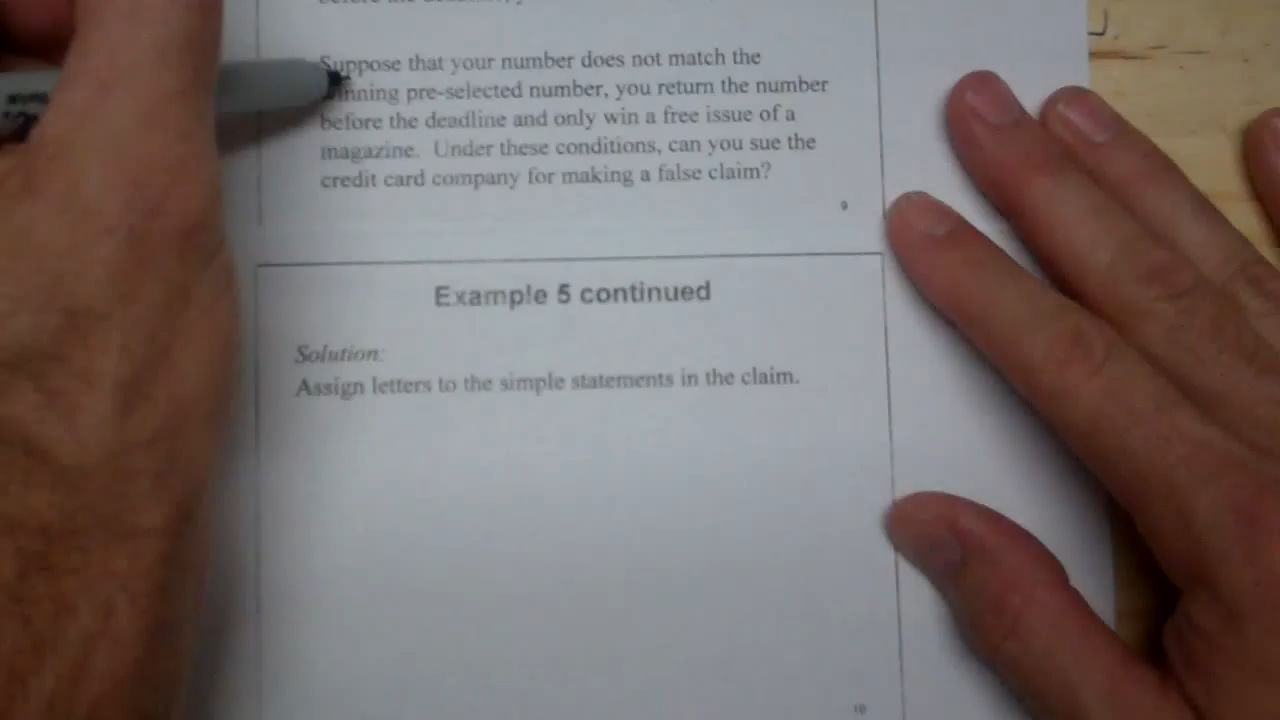 Suppose that your number does not match the
pre-selected number, you return the number
before the deadline and only win a free issue of a
magazine. Under these conditions, can you sue the
credit card company for making a false claim?
9
Example 5 continued
Solution:
Assign letters to the simple statements in the claim.
10